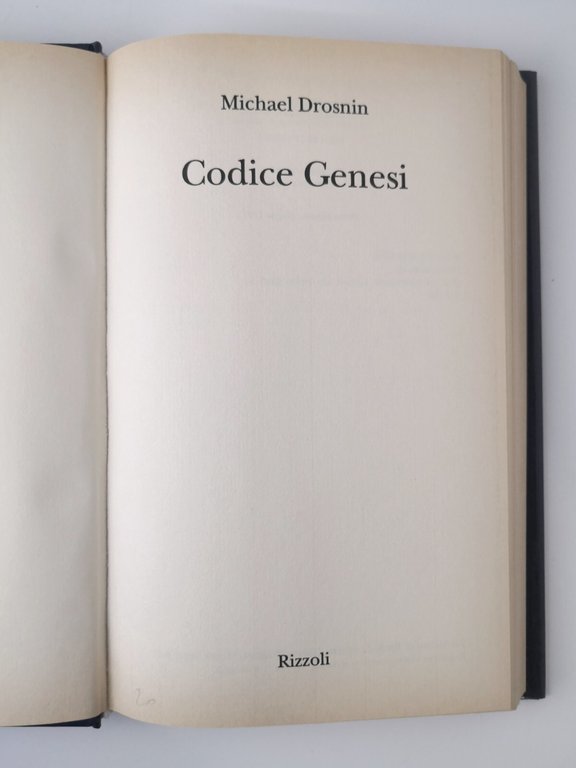 Michael Drosnin
Codice Genesi
Rizzoli